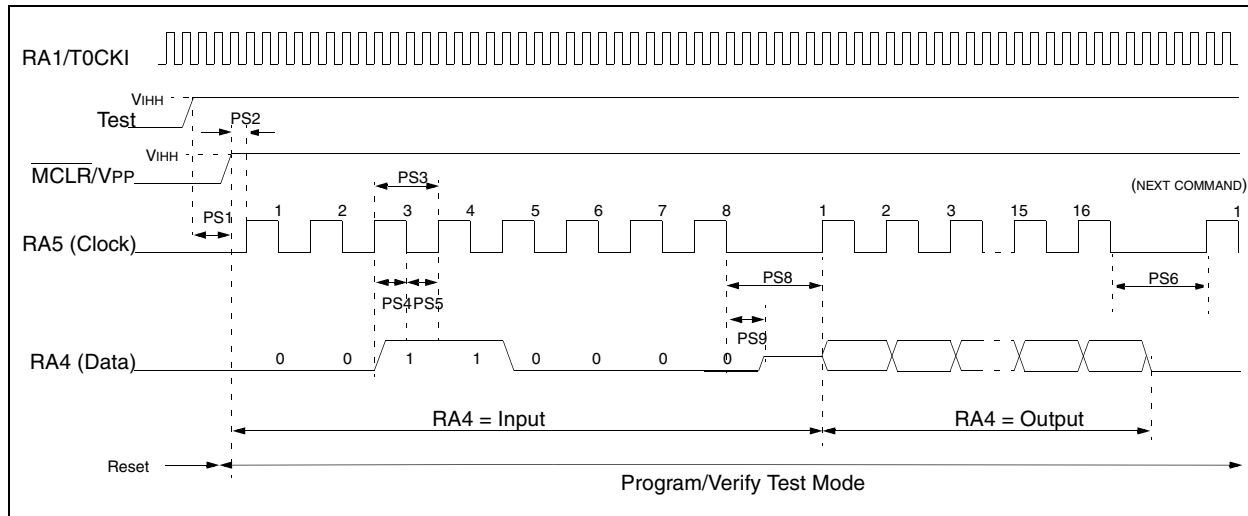 RA1/T0CKI
VIHH
Test
PS2
VIHH
MCLR/VPP
PS3
(NEXT COMMAND)
PS1
1 2 3 4 5 6 7 8 1 2 3 15 16 1
RA5 (Clock)
PS4 PS5 PS8 PS6
PS9
RA4 (Data) 0 0 1 1 0 0 0 0
RA4 = Input RA4 = Output
Reset
Program/Verify Test Mode